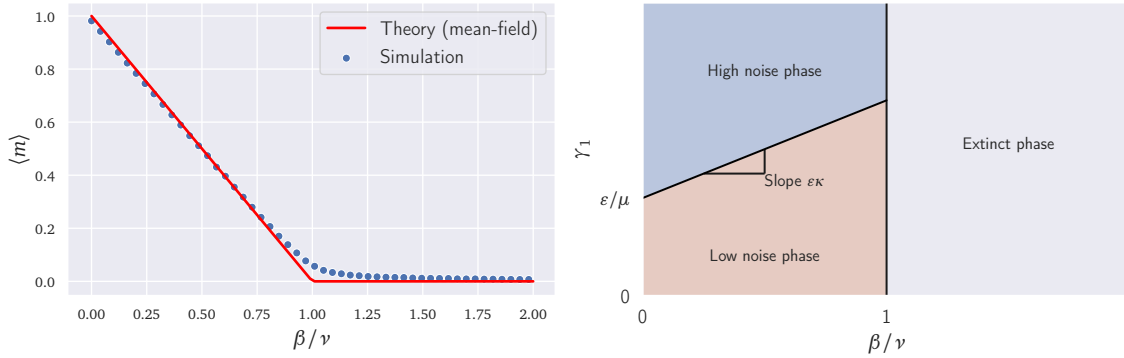 1.0
0.8
0.6
0.4
0.2
0.0
⟨m⟩
Theory (mean-field)
Simulation
0.00 0.25 0.50 0.75 1.00 1.25 1.50 1.75 2.00
β/ν
γ₁
ε/μ
0
High noise phase
Slope εκ
Low noise phase
Extinct phase
0 1
β/ν